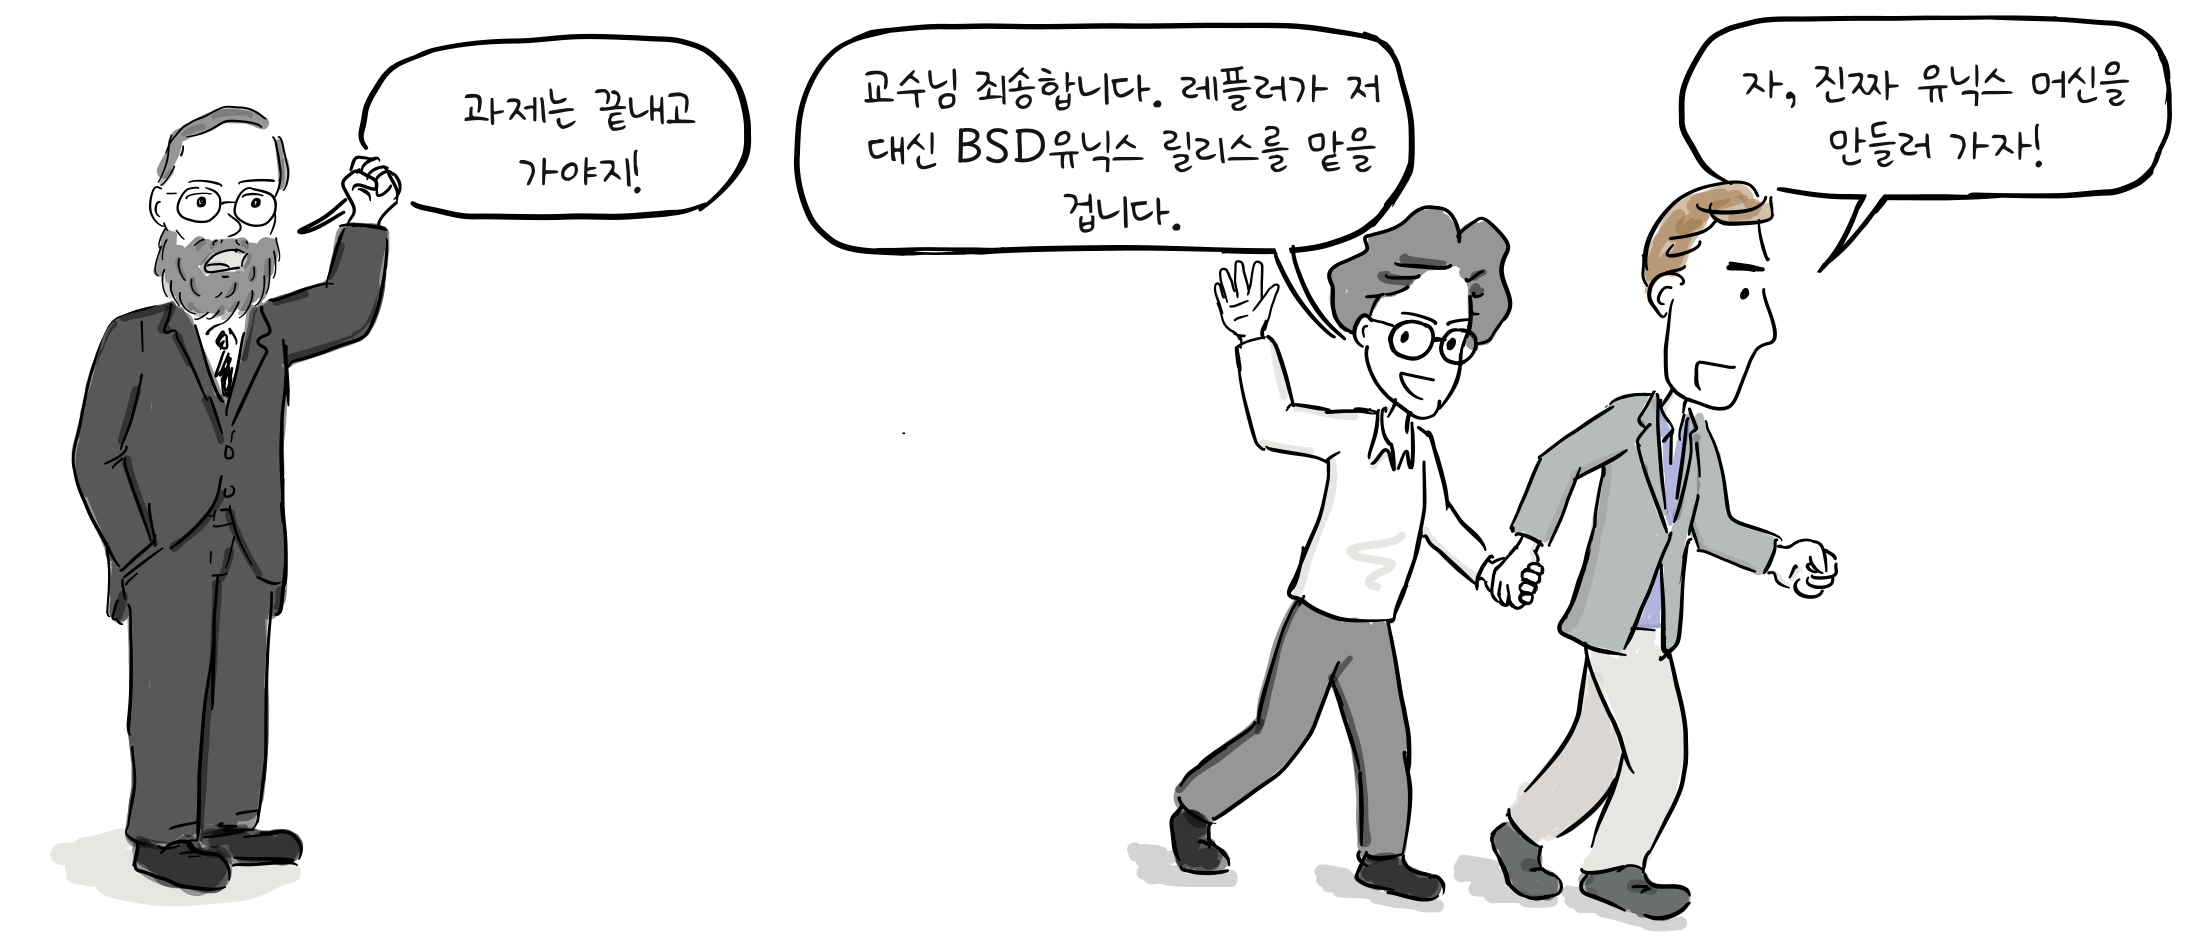 과제는 끝내고
가야지!
교수님 죄송합니다. 레플러가 저
대신 BSD유닉스 릴리스를 맡을
겁니다.
자, 진짜 유닉스 머신을
만들러 가자!